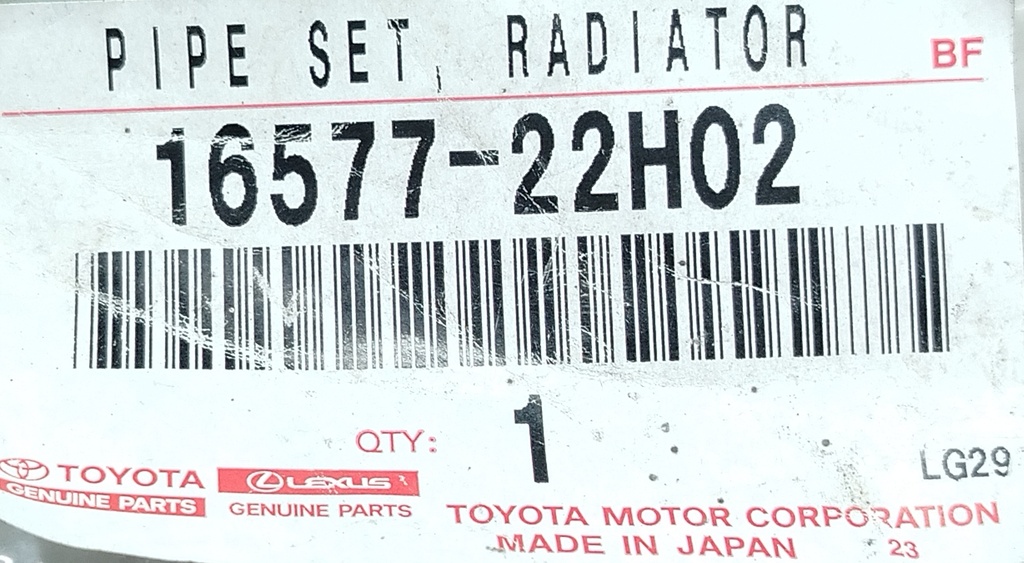 PIPE SET, RADIATOR
BF
16577-22H02
QTY: 1
LG29
TOYOTA
GENUINE PARTS
LEXUS
GENUINE PARTS
TOYOTA MOTOR CORPORATION
MADE IN JAPAN 23